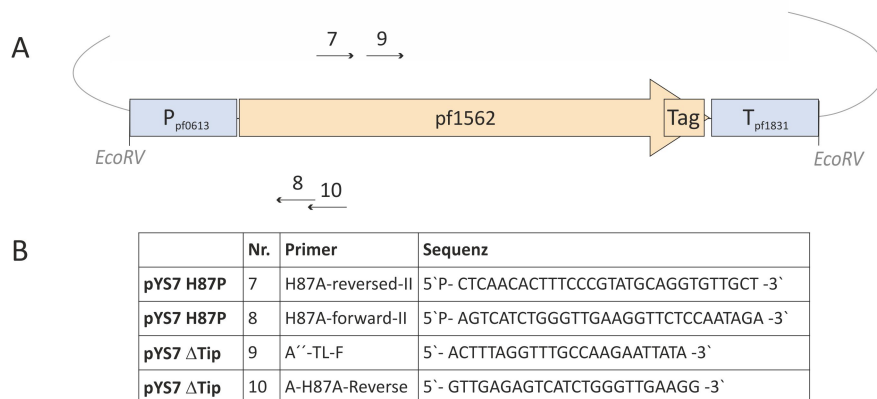 A
7 9
P pf0613 pf1562 Tag T pf1831
EcoRV EcoRV
8 10
B
Nr. Primer Sequenz
pYS7 H87P 7 H87A-reversed-II 5`P- CTCAACACTTTCCCGTATGCAGGTGTTGCT -3`
pYS7 H87P 8 H87A-forward-II 5`P- AGTCATCTGGGTTGAAGGTTCTCCAATAGA -3`
pYS7 ΔTip 9 A´´-TL-F 5`- ACTTTAGGTTTGCCAAGAATTATA -3`
pYS7 ΔTip 10 A-H87A-Reverse 5`- GTTGAGAGTCATCTGGGTTGAAGG -3`